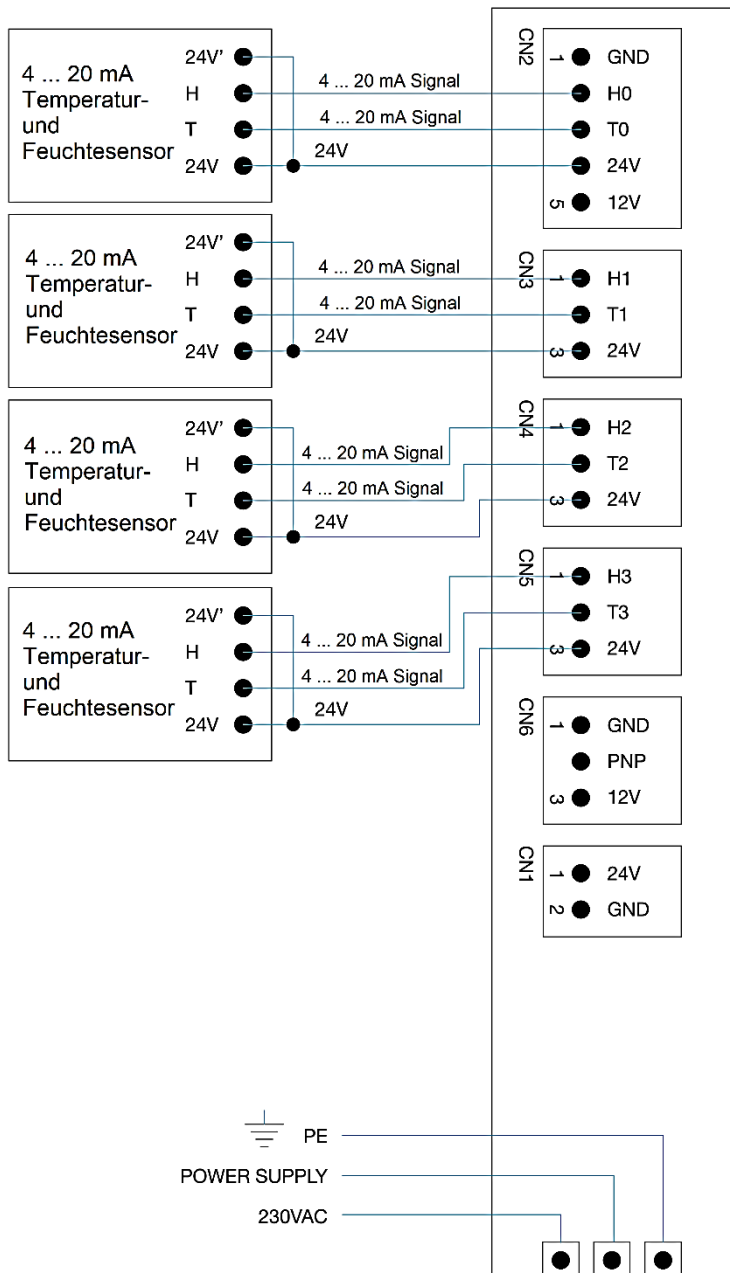 4 ... 20 mA
Temperatur-
und
Feuchtesensor
24V'
H
T
24V
4 ... 20 mA Signal
4 ... 20 mA Signal
24V
CN2
1
GND
H0
T0
24V
5
12V
4 ... 20 mA
Temperatur-
und
Feuchtesensor
24V'
H
T
24V
4 ... 20 mA Signal
4 ... 20 mA Signal
24V
CN3
1
H1
T1
3
24V
4 ... 20 mA
Temperatur-
und
Feuchtesensor
24V'
H
T
24V
4 ... 20 mA Signal
4 ... 20 mA Signal
24V
CN4
1
H2
T2
3
24V
4 ... 20 mA
Temperatur-
und
Feuchtesensor
24V'
H
T
24V
4 ... 20 mA Signal
4 ... 20 mA Signal
24V
CN5
1
H3
T3
3
24V
CN6
1
GND
PNP
3
12V
CN1
1
24V
2
GND
PE
POWER SUPPLY
230VAC